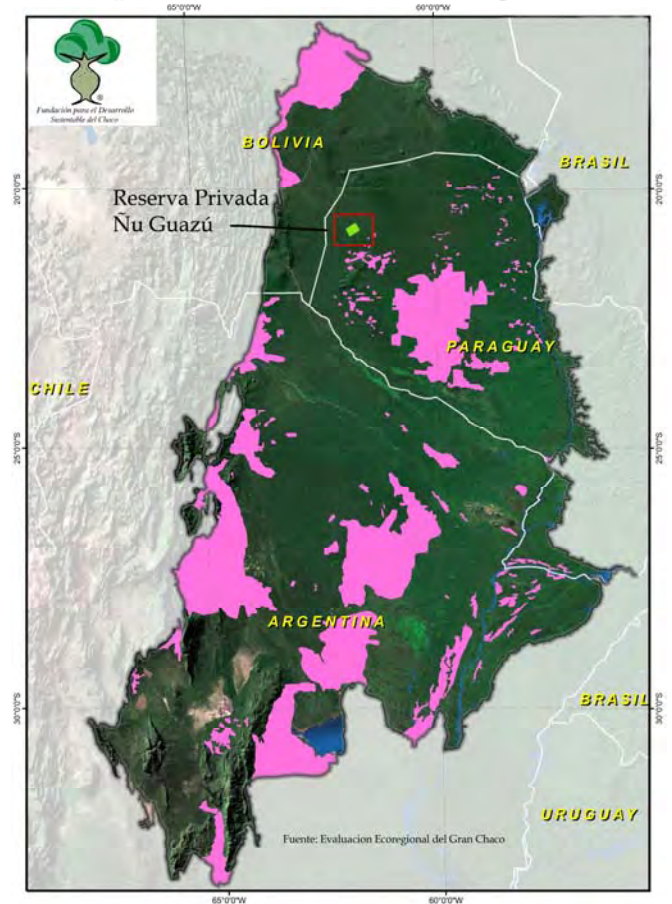 65°0'0"W
60°0'0"W
Fundación para el Desarrollo
Sustentable del Chaco
BOLIVIA
BRASIL
20°0'0"S
20°0'0"S
Reserva Privada
Ñu Guazú
PARAGUAY
CHILE
25°0'0"S
25°0'0"S
ARGENTINA
BRASIL
30°0'0"S
30°0'0"S
URUGUAY
Fuente: Evaluacion Ecoregional del Gran Chaco
65°0'0"W
60°0'0"W